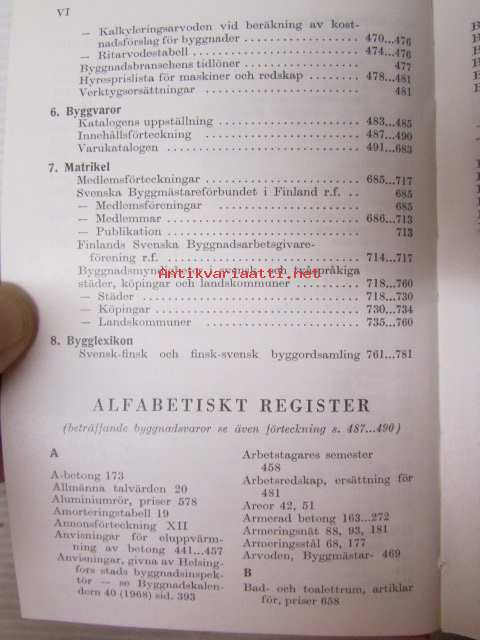 VI
— Kalkyleringsarvoden vid beräkning av kost-
nadsförslag för byggnader . . . . . . . . . . . . . . . . . . 470...476
— Ritarvodestabell . . . . . . . . . . . . . . . . . . . . . . . . . 474...476
Byggnadsbranschens tidlöner . . . . . . . . . . . . . . . . 477
Hyresprislista för maskiner och redskap . . . . . . . . 478...481
Verktygsersättningar . . . . . . . . . . . . . . . . . . . . . . . . 481
6. Byggvaror
Katalogens uppställning . . . . . . . . . . . . . . . . . . . . . 483...485
Innehållsförteckning . . . . . . . . . . . . . . . . . . . . . . . . 487...490
Varukatalogen . . . . . . . . . . . . . . . . . . . . . . . . . . . . . 491...683
7. Matrikel
Medlemsförteckningar . . . . . . . . . . . . . . . . . . . . . . . 685...717
Svenska Byggmästareförbundet i Finland r.f. . . 685
— Medlemsföreningar . . . . . . . . . . . . . . . . . . . . . . . 685
— Medlemmar . . . . . . . . . . . . . . . . . . . . . . . . . . . . . 686...713
— Publikation . . . . . . . . . . . . . . . . . . . . . . . . . . . . . 713
Finlands Svenska Byggnadsarbetsgivare-
förening r.f. . . . . . . . . . . . . . . . . . . . . . . . . . . . . . . 714...717
Antikvariaatti.net
Byggnadsmyndigheter i svenska och tvåspråkiga
städer, köpingar och landskommuner . . . . . . . . . 718...760
— Städer . . . . . . . . . . . . . . . . . . . . . . . . . . . . . . . . . 718...730
— Köpingar . . . . . . . . . . . . . . . . . . . . . . . . . . . . . . . 730...734
— Landskommuner . . . . . . . . . . . . . . . . . . . . . . . . . 735...760
8. Bygglexikon
Svensk-finsk och finsk-svensk byggordsamling 761...781
ALFABETISKT REGISTER
(beträffande byggnadsvaror se även förteckning s. 487...490)
A
A-betong 173
Allmänna talvärden 20
Aluminiumrör, priser 578
Amorteringstabell 19
Annonsförteckning XII
Anvisningar för eluppvärm-
ning av betong 441...457
Anvisningar, givna av Helsing-
fors stads byggnadsinspek-
tör — se Byggnadskalen-
dern 40 (1968) sid. 393
Arbetstagares semester
458
Arbetsredskap, ersättning för
481
Areor 42, 51
Armerad betong 163...272
Armeringsnät 88, 93, 181
Armeringsstål 68, 177
Arvoden, Byggmästar- 469
B
Bad- och toalettrum, artiklar
för, priser 658